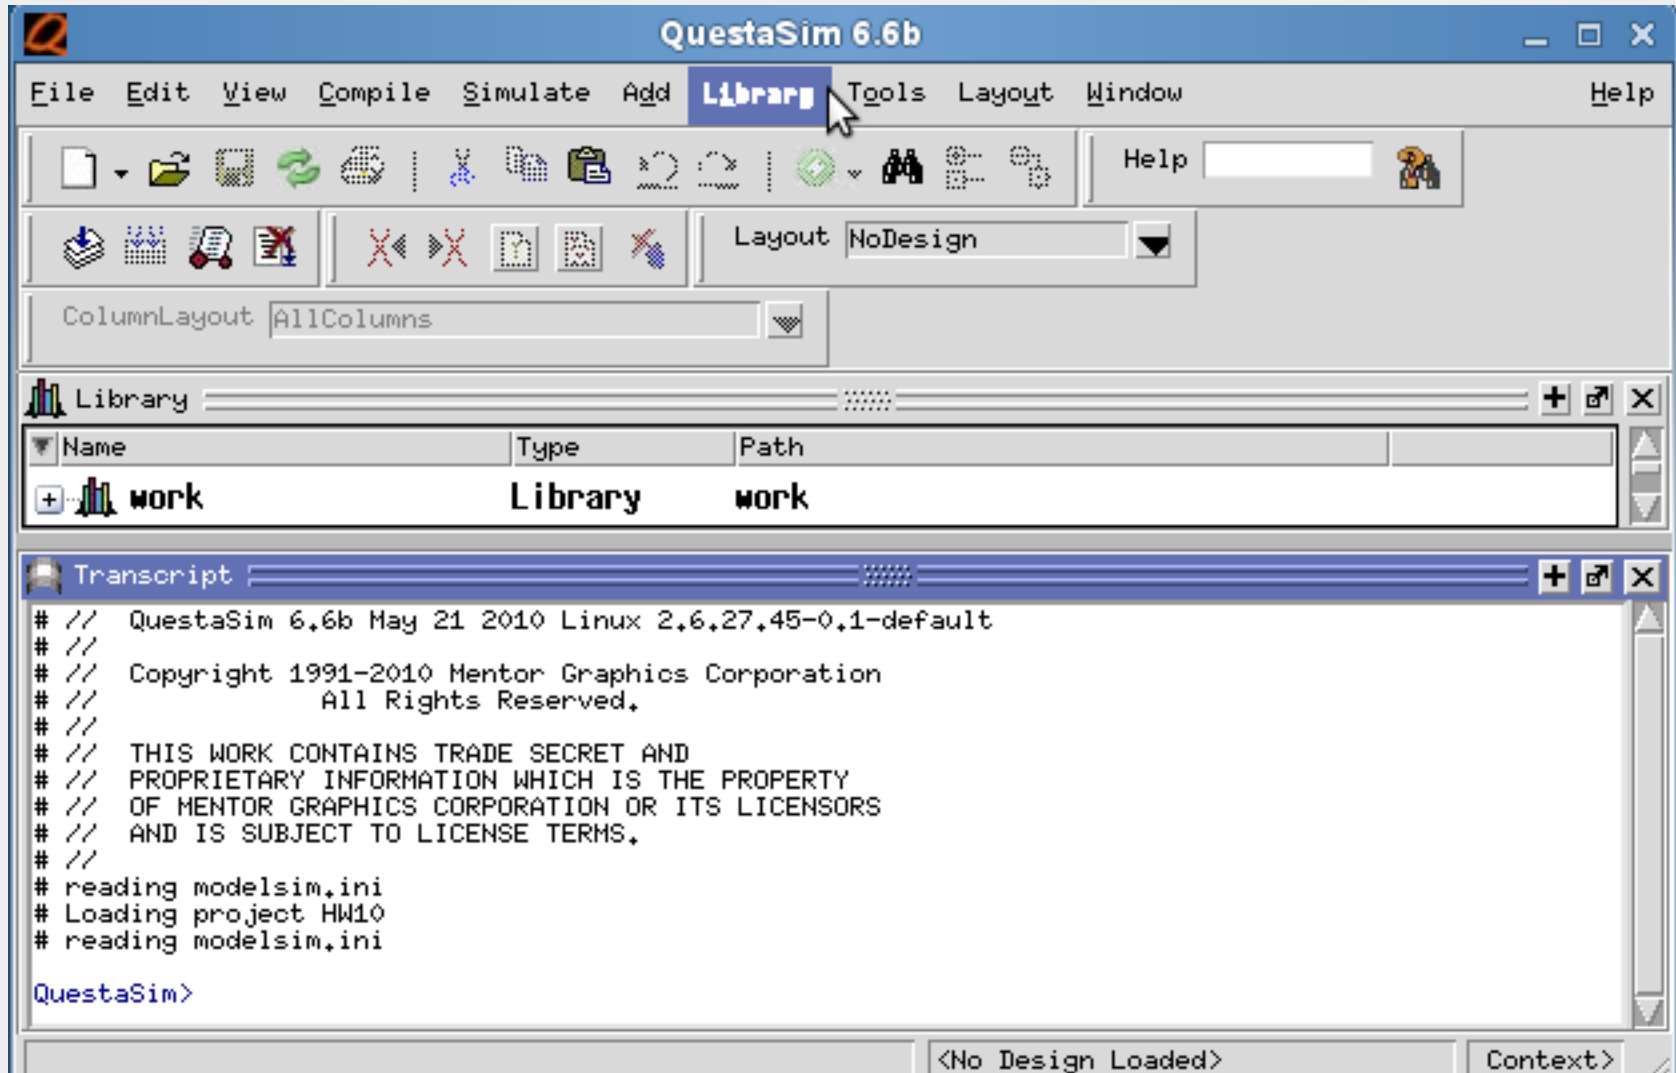 QuestaSim 6.6b
File Edit View Compile Simulate Add Library Tools Layout Window Help
Help
Layout NoDesign
ColumnLayout AllColumns
Library
Name Type Path
work Library work
Transcript
# // QuestaSim 6.6b May 21 2010 Linux 2.6.27.45-0.1-default
# //
# // Copyright 1991-2010 Mentor Graphics Corporation
# // All Rights Reserved.
# //
# // THIS WORK CONTAINS TRADE SECRET AND
# // PROPRIETARY INFORMATION WHICH IS THE PROPERTY
# // OF MENTOR GRAPHICS CORPORATION OR ITS LICENSORS
# // AND IS SUBJECT TO LICENSE TERMS.
# //
# reading modelsim.ini
# Loading project HW10
# reading modelsim.ini
QuestaSim>
<No Design Loaded> Context>